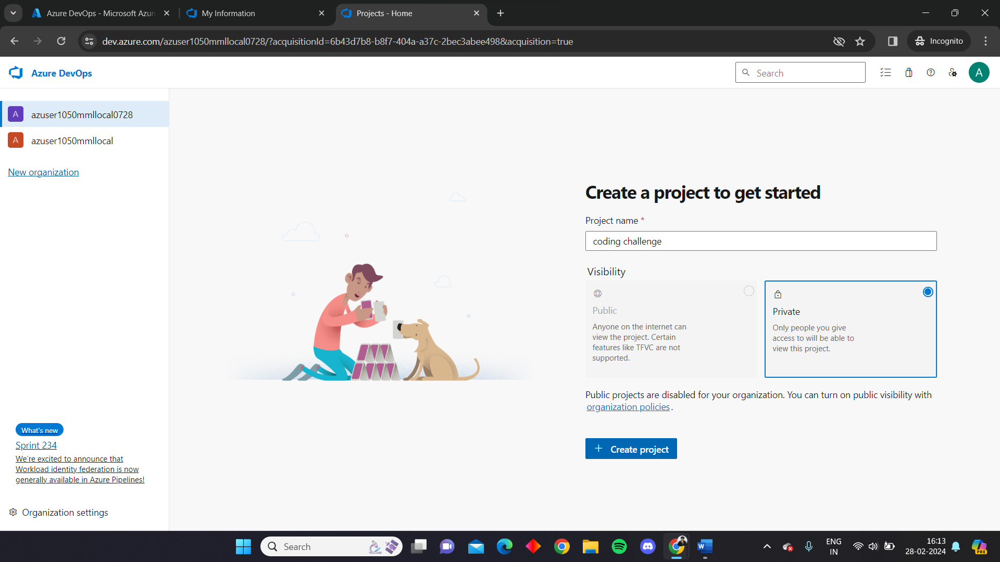 Azure DevOps - Microsoft Azur
My Information
Projects - Home
dev.azure.com/azuser1050mmllocal0728/?acquisitionId=6b43d7b8-b8f7-404a-a37c-2bec3abee498&acquisition=true
Incognito
Azure DevOps
Search
A
A
azuser1050mmllocal0728
A
azuser1050mmllocal
New organization
Create a project to get started
Project name *
coding challenge
Visibility
Public
Anyone on the internet can
view the project. Certain
features like TFVC are not
supported.
Private
Only people you give
access to will be able to
view this project.
Public projects are disabled for your organization. You can turn on public visibility with
organization policies.
Create project
What's new
Sprint 234
We're excited to announce that
Workload identity federation is now
generally available in Azure Pipelines!
Organization settings
Search
W
ENG
IN
16:13
28-02-2024
PRE